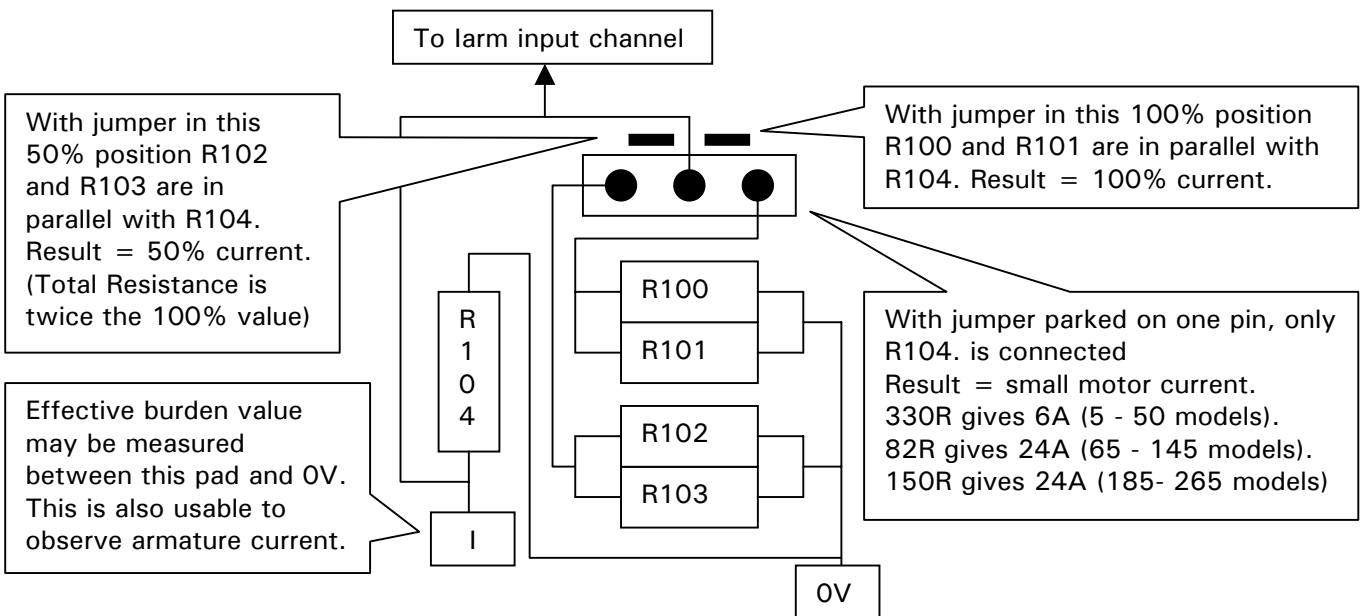 To Iarm input channel
With jumper in this
50% position R102
and R103 are in
parallel with R104.
Result = 50% current.
(Total Resistance is
twice the 100% value)
With jumper in this 100% position
R100 and R101 are in parallel with
R104. Result = 100% current.
R100
R101
R102
R103
R
1
0
4
With jumper parked on one pin, only
R104. is connected
Result = small motor current.
330R gives 6A (5 - 50 models).
82R gives 24A (65 - 145 models).
150R gives 24A (185- 265 models)
Effective burden value
may be measured
between this pad and 0V.
This is also usable to
observe armature current.
I
0V